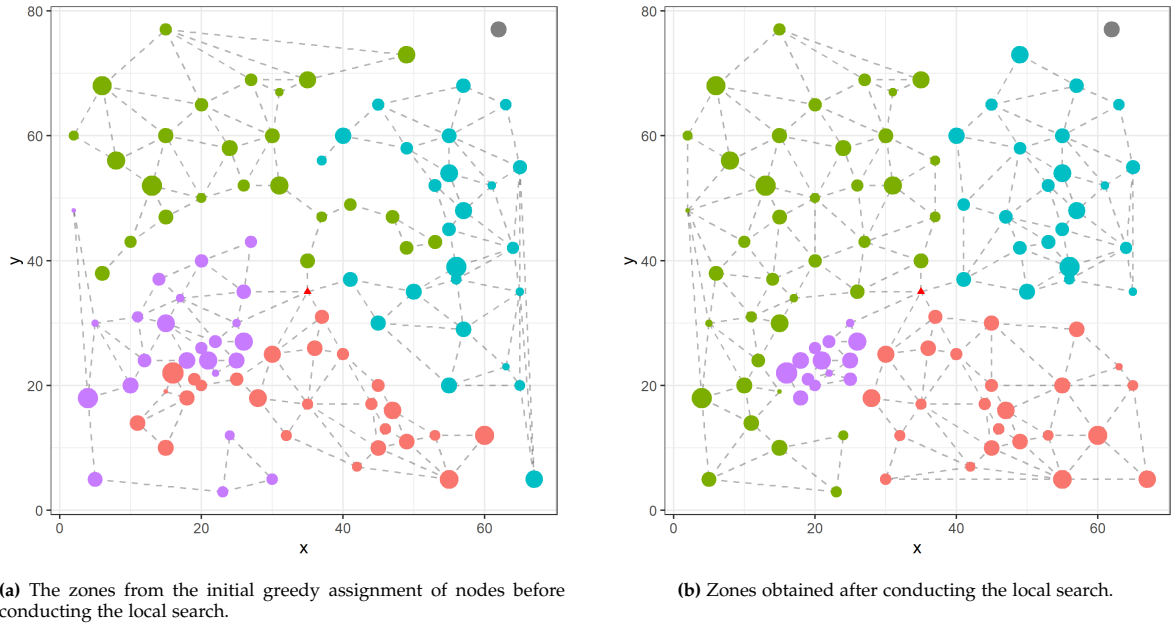 80
60
40
20
0
y
0 20 40 60
x
80
60
40
20
0
y
0 20 40 60
x
(a) The zones from the initial greedy assignment of nodes before
conducting the local search.
(b) Zones obtained after conducting the local search.